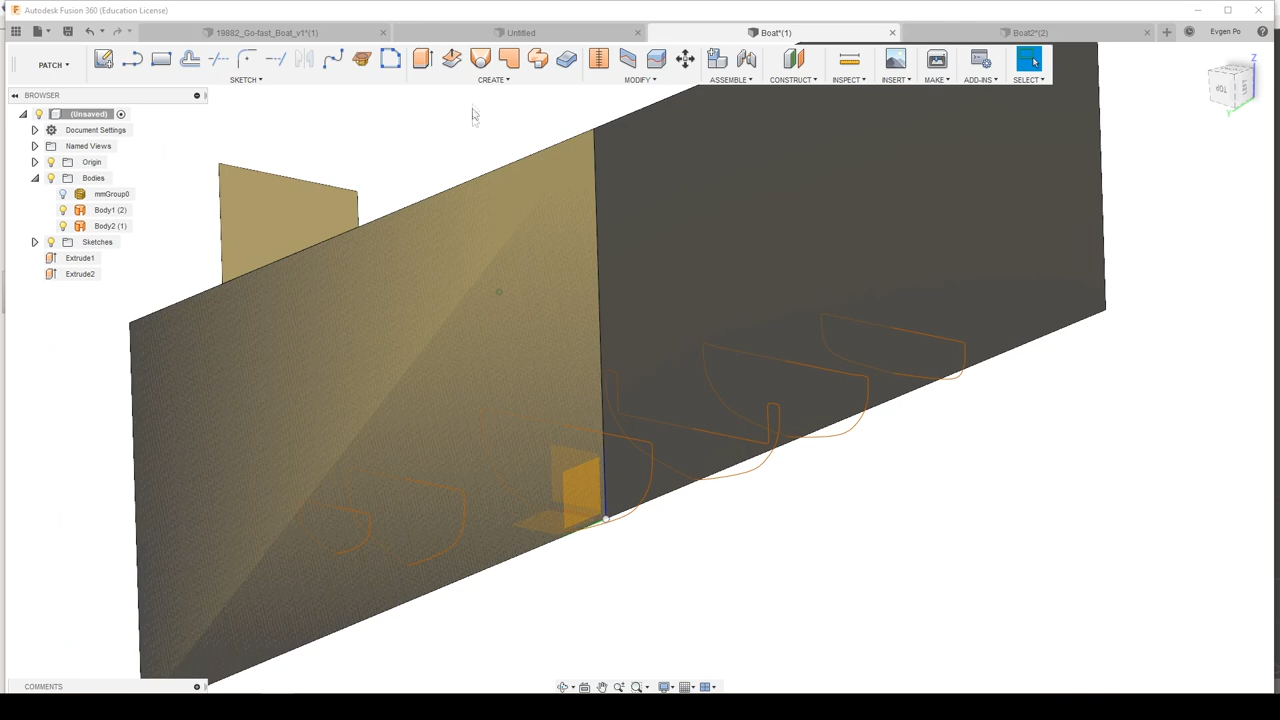 Autodesk Fusion 360 (Education License)
19882_Go-fast_Boat_v1*(1)
Untitled
Boat*(1)
Boat2*(2)
Evgen Po
PATCH
SKETCH
CREATE
MODIFY
ASSEMBLE
CONSTRUCT
INSPECT
INSERT
MAKE
ADD-INS
SELECT
BROWSER
(Unsaved)
Document Settings
Named Views
Origin
Bodies
mmGroup0
Body1 (2)
Body2 (1)
Sketches
Extrude1
Extrude2
Z
TOP
LEFT
Y
COMMENTS